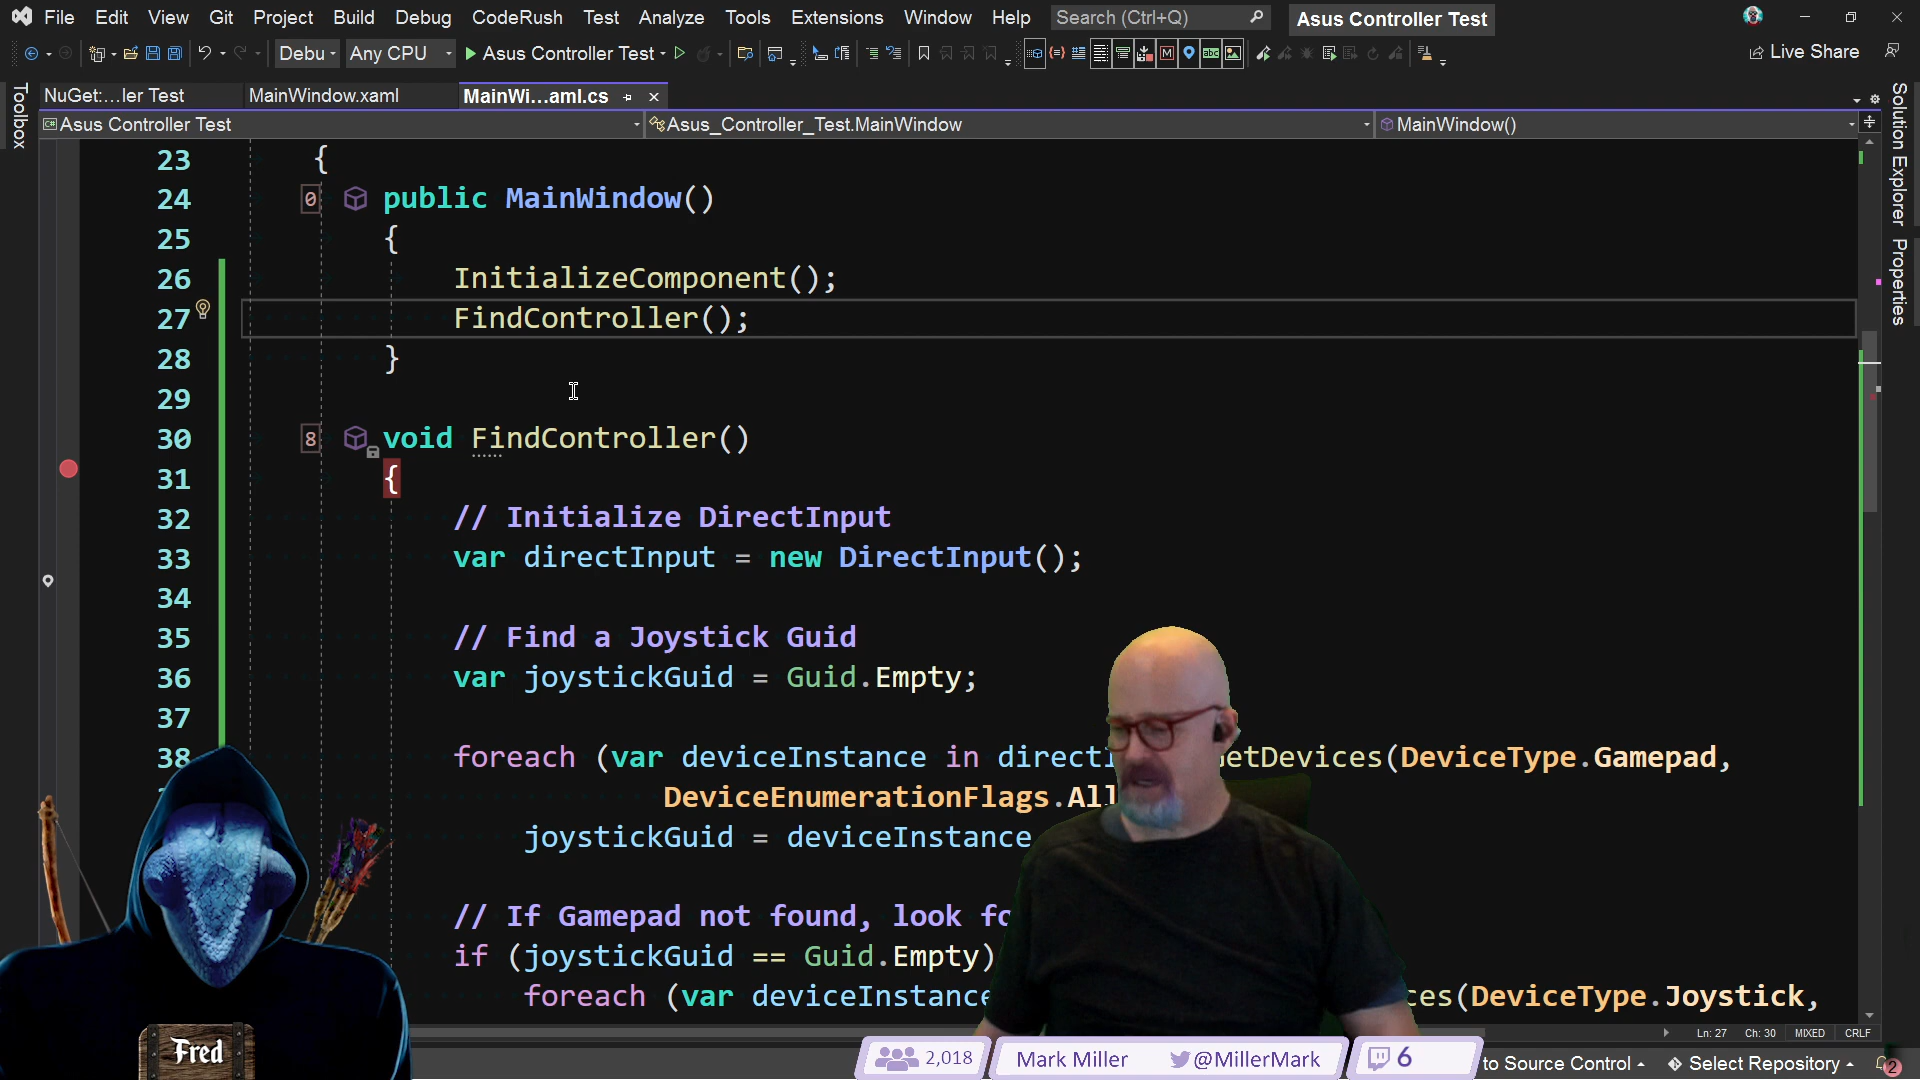 File Edit View Git Project Build Debug CodeRush Test Analyze Tools Extensions Window Help Search (Ctrl+Q) Asus Controller Test
Debu Any CPU Asus Controller Test Live Share
Toolbox
NuGet:...ler Test MainWindow.xaml MainWi...aml.cs
Asus Controller Test Asus_Controller_Test.MainWindow MainWindow()
Solution Explorer
Properties
23 {
24 0 public MainWindow()
25 {
26 InitializeComponent();
27 FindController();
28 }
29
30 8 void FindController()
31 {
32 // Initialize DirectInput
33 var directInput = new DirectInput();
34
35 // Find a Joystick Guid
36 var joystickGuid = Guid.Empty;
37
38 foreach (var deviceInstance in directI etDevices(DeviceType.Gamepad,
DeviceEnumerationFlags.All
joystickGuid = deviceInstance
// If Gamepad not found, look fo
if (joystickGuid == Guid.Empty)
foreach (var deviceInstance ces(DeviceType.Joystick,
Ln: 27 Ch: 30 MIXED CRLF
Fred
2,018 Mark Miller @MillerMark 6 to Source Control Select Repository 2